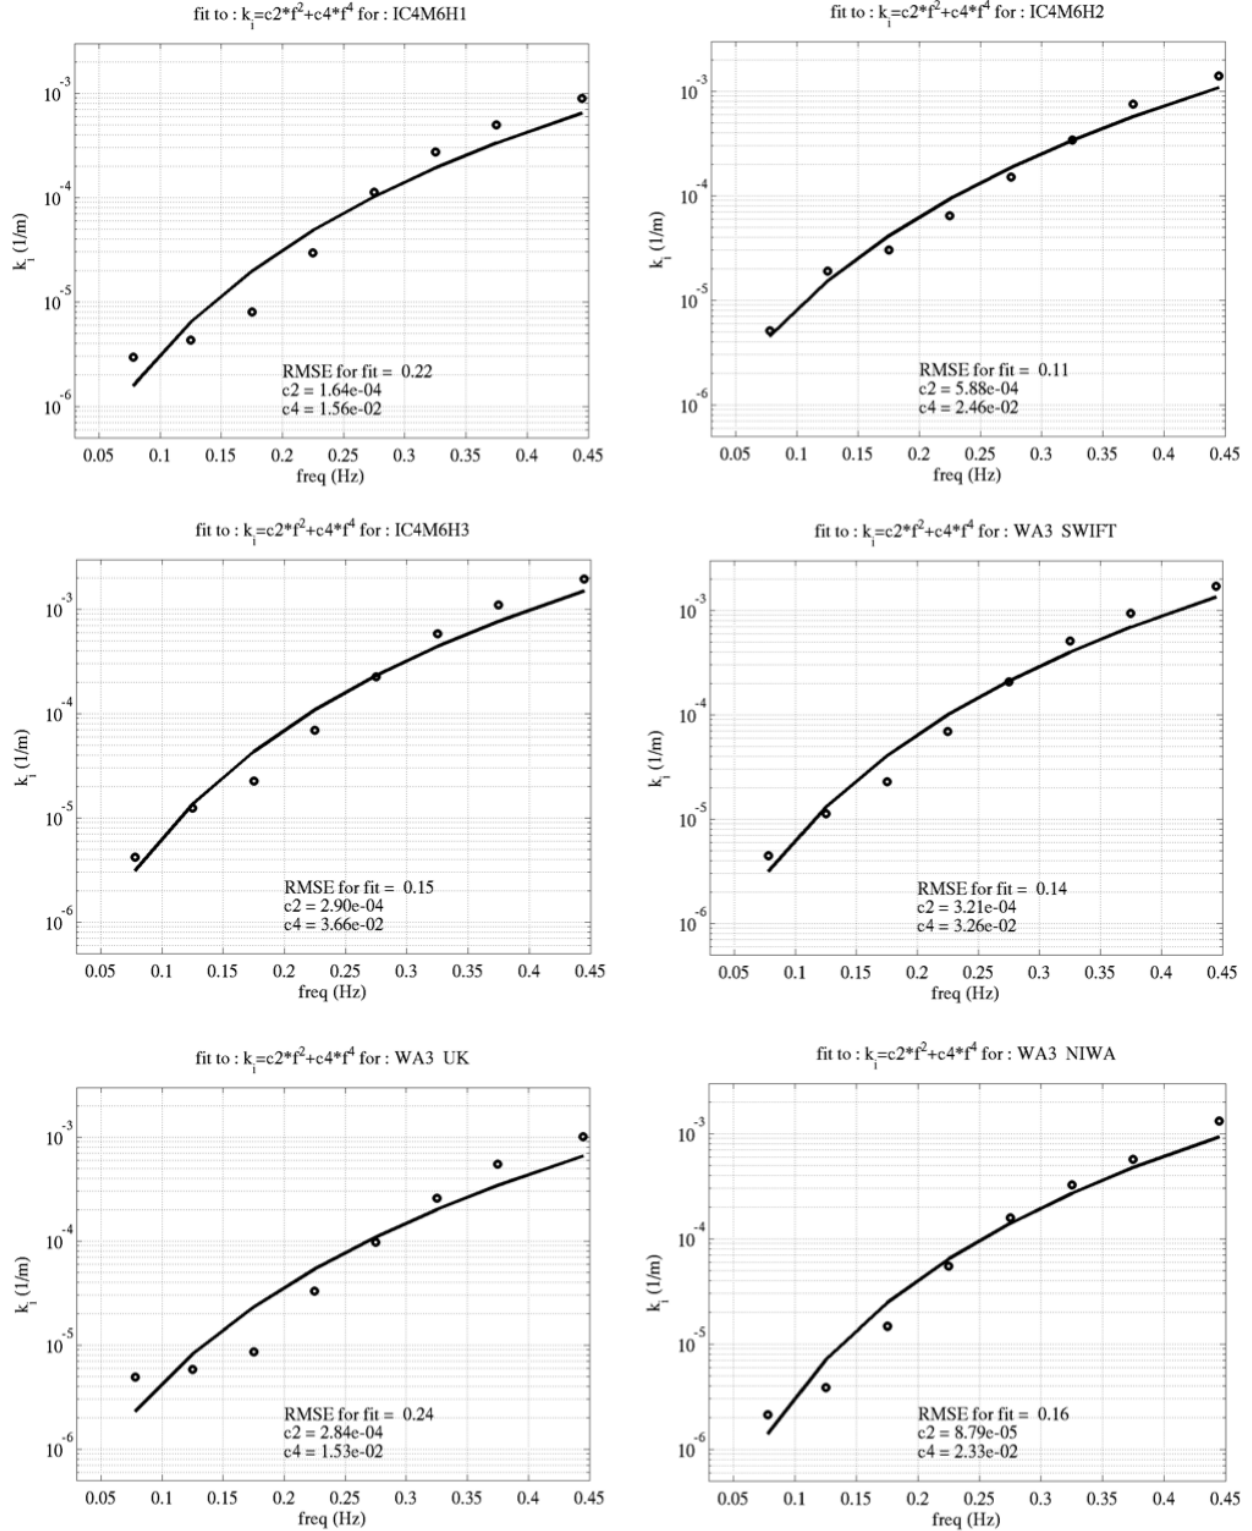 fit to : k_i=c2*f^2+c4*f^4 for : IC4M6H1
10^-3
10^-4
10^-5
10^-6
k_i (1/m)
RMSE for fit = 0.22
c2 = 1.64e-04
c4 = 1.56e-02
0.05 0.1 0.15 0.2 0.25 0.3 0.35 0.4 0.45
freq (Hz)
fit to : k_i=c2*f^2+c4*f^4 for : IC4M6H2
10^-3
10^-4
10^-5
10^-6
k_i (1/m)
RMSE for fit = 0.11
c2 = 5.88e-04
c4 = 2.46e-02
0.05 0.1 0.15 0.2 0.25 0.3 0.35 0.4 0.45
freq (Hz)
fit to : k_i=c2*f^2+c4*f^4 for : IC4M6H3
10^-3
10^-4
10^-5
10^-6
k_i (1/m)
RMSE for fit = 0.15
c2 = 2.90e-04
c4 = 3.66e-02
0.05 0.1 0.15 0.2 0.25 0.3 0.35 0.4 0.45
freq (Hz)
fit to : k_i=c2*f^2+c4*f^4 for : WA3 SWIFT
10^-3
10^-4
10^-5
10^-6
k_i (1/m)
RMSE for fit = 0.14
c2 = 3.21e-04
c4 = 3.26e-02
0.05 0.1 0.15 0.2 0.25 0.3 0.35 0.4 0.45
freq (Hz)
fit to : k_i=c2*f^2+c4*f^4 for : WA3 UK
10^-3
10^-4
10^-5
10^-6
k_i (1/m)
RMSE for fit = 0.24
c2 = 2.84e-04
c4 = 1.53e-02
0.05 0.1 0.15 0.2 0.25 0.3 0.35 0.4 0.45
freq (Hz)
fit to : k_i=c2*f^2+c4*f^4 for : WA3 NIWA
10^-3
10^-4
10^-5
10^-6
k_i (1/m)
RMSE for fit = 0.16
c2 = 8.79e-05
c4 = 2.33e-02
0.05 0.1 0.15 0.2 0.25 0.3 0.35 0.4 0.45
freq (Hz)